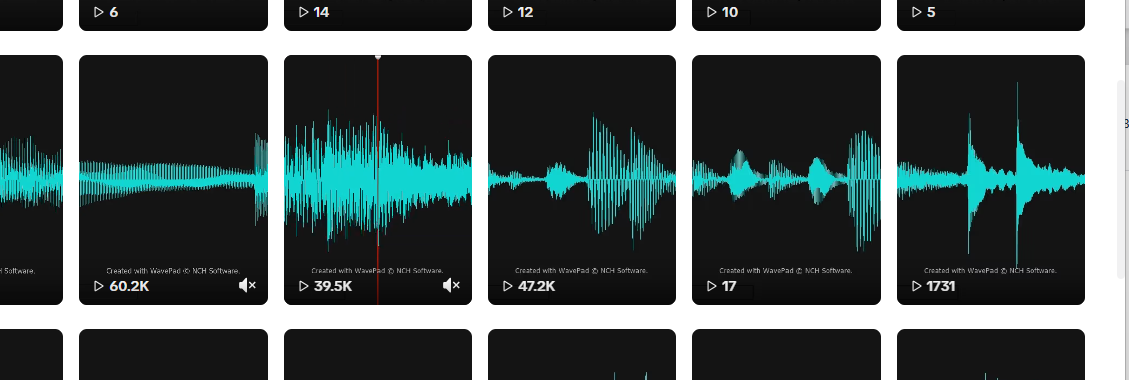 6
14
12
10
5
Software.
Created with WavePad © NCH Software.
60.2K
Created with WavePad © NCH Software.
39.5K
Created with WavePad © NCH Software.
47.2K
Created with WavePad © NCH Software.
17
Created with WavePad © NCH Software.
1731